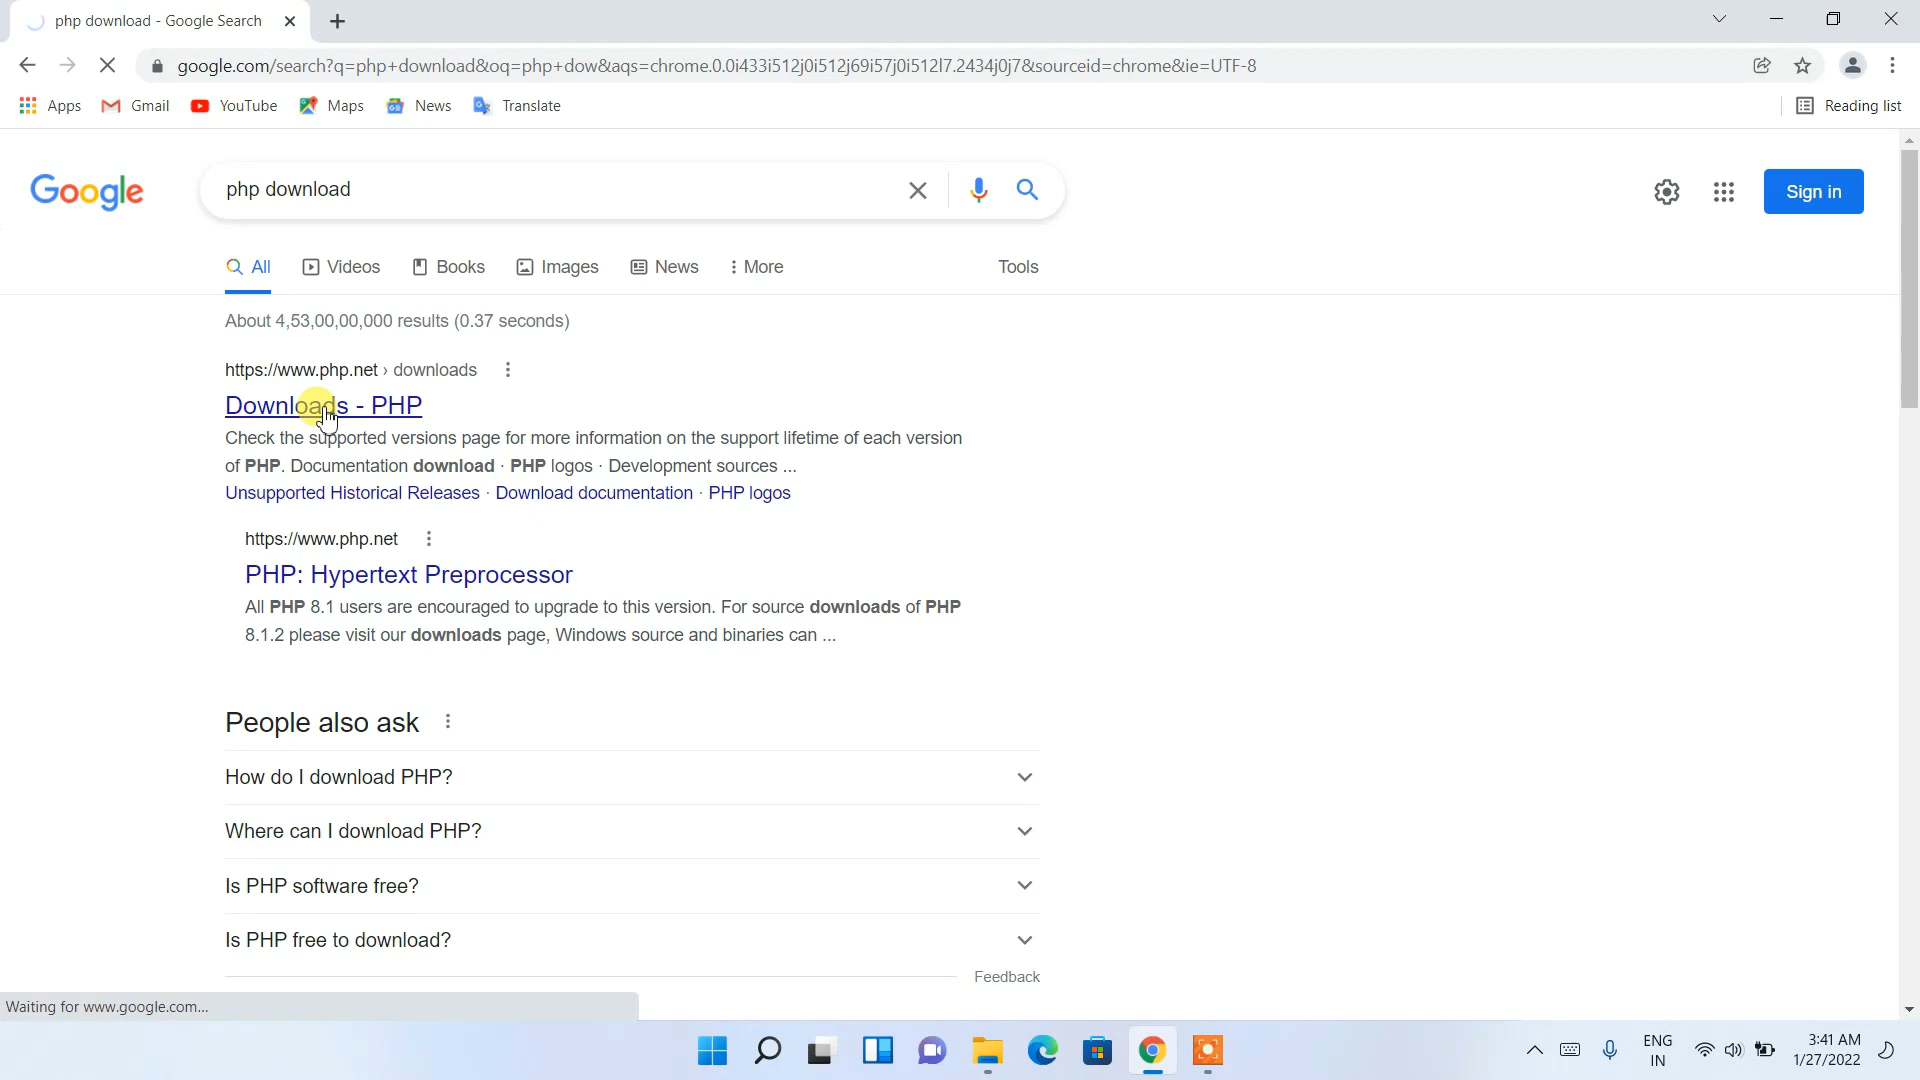 php download - Google Search
google.com/search?q=php+download&oq=php+dow&aqs=chrome.0.0i433i512j0i512j69i57j0i512l7.2434j0j7&sourceid=chrome&ie=UTF-8
Apps Gmail YouTube Maps News Translate Reading list
Google php download Sign in
All Videos Books Images News More Tools
About 4,53,00,00,000 results (0.37 seconds)
https://www.php.net › downloads
Downloads - PHP
Check the supported versions page for more information on the support lifetime of each version
of PHP. Documentation download · PHP logos · Development sources ...
Unsupported Historical Releases · Download documentation · PHP logos
https://www.php.net
PHP: Hypertext Preprocessor
All PHP 8.1 users are encouraged to upgrade to this version. For source downloads of PHP
8.1.2 please visit our downloads page, Windows source and binaries can ...
People also ask
How do I download PHP?
Where can I download PHP?
Is PHP software free?
Is PHP free to download?
Feedback
Waiting for www.google.com...
ENG 3:41 AM
IN 1/27/2022